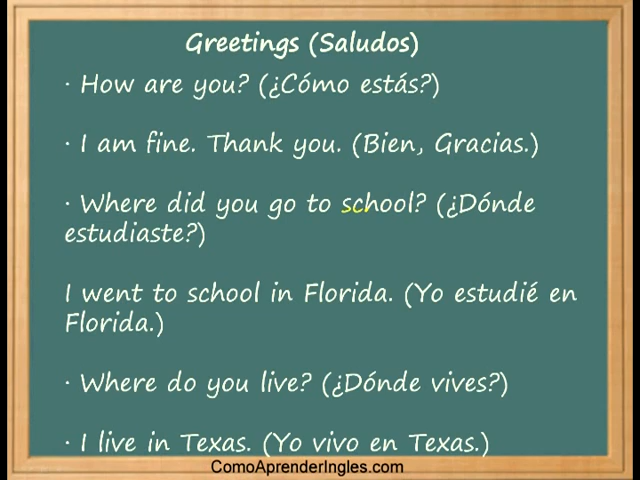 Greetings (Saludos)
· How are you? (¿Cómo estás?)
· I am fine. Thank you. (Bien, Gracias.)
· Where did you go to school? (¿Dónde
estudiaste?)
I went to school in Florida. (Yo estudié en
Florida.)
· Where do you live? (¿Dónde vives?)
· I live in Texas. (Yo vivo en Texas.)
ComoAprenderIngles.com